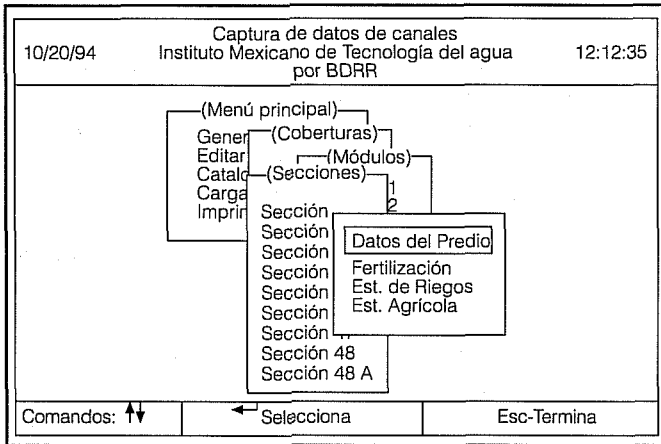 Captura de datos de canales
10/20/94 Instituto Mexicano de Tecnología del agua 12:12:35
por BDRR
(Menú principal)
Gener
Editar
Catalo
Carga
Imprir
(Coberturas)
(Módulos)
1
2
(Secciones)
Sección
Sección
Sección
Sección
Sección
Sección
Sección
Sección 48
Sección 48 A
Datos del Predio
Fertilización
Est. de Riegos
Est. Agrícola
Comandos: Selecciona Esc-Termina